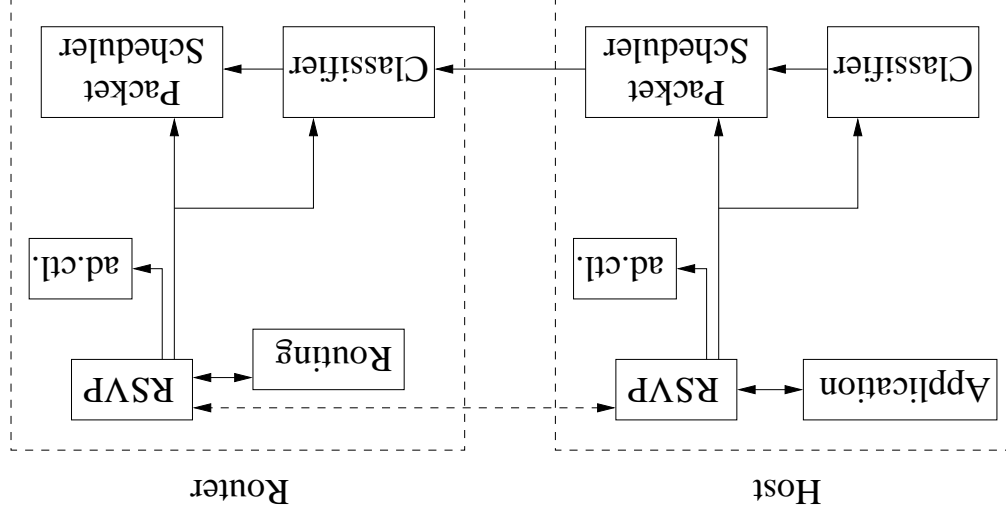 Host
Router
Application
RSVP
Routing
RSVP
ad.ctl.
ad.ctl.
Classifier
Packet
Scheduler
Classifier
Packet
Scheduler